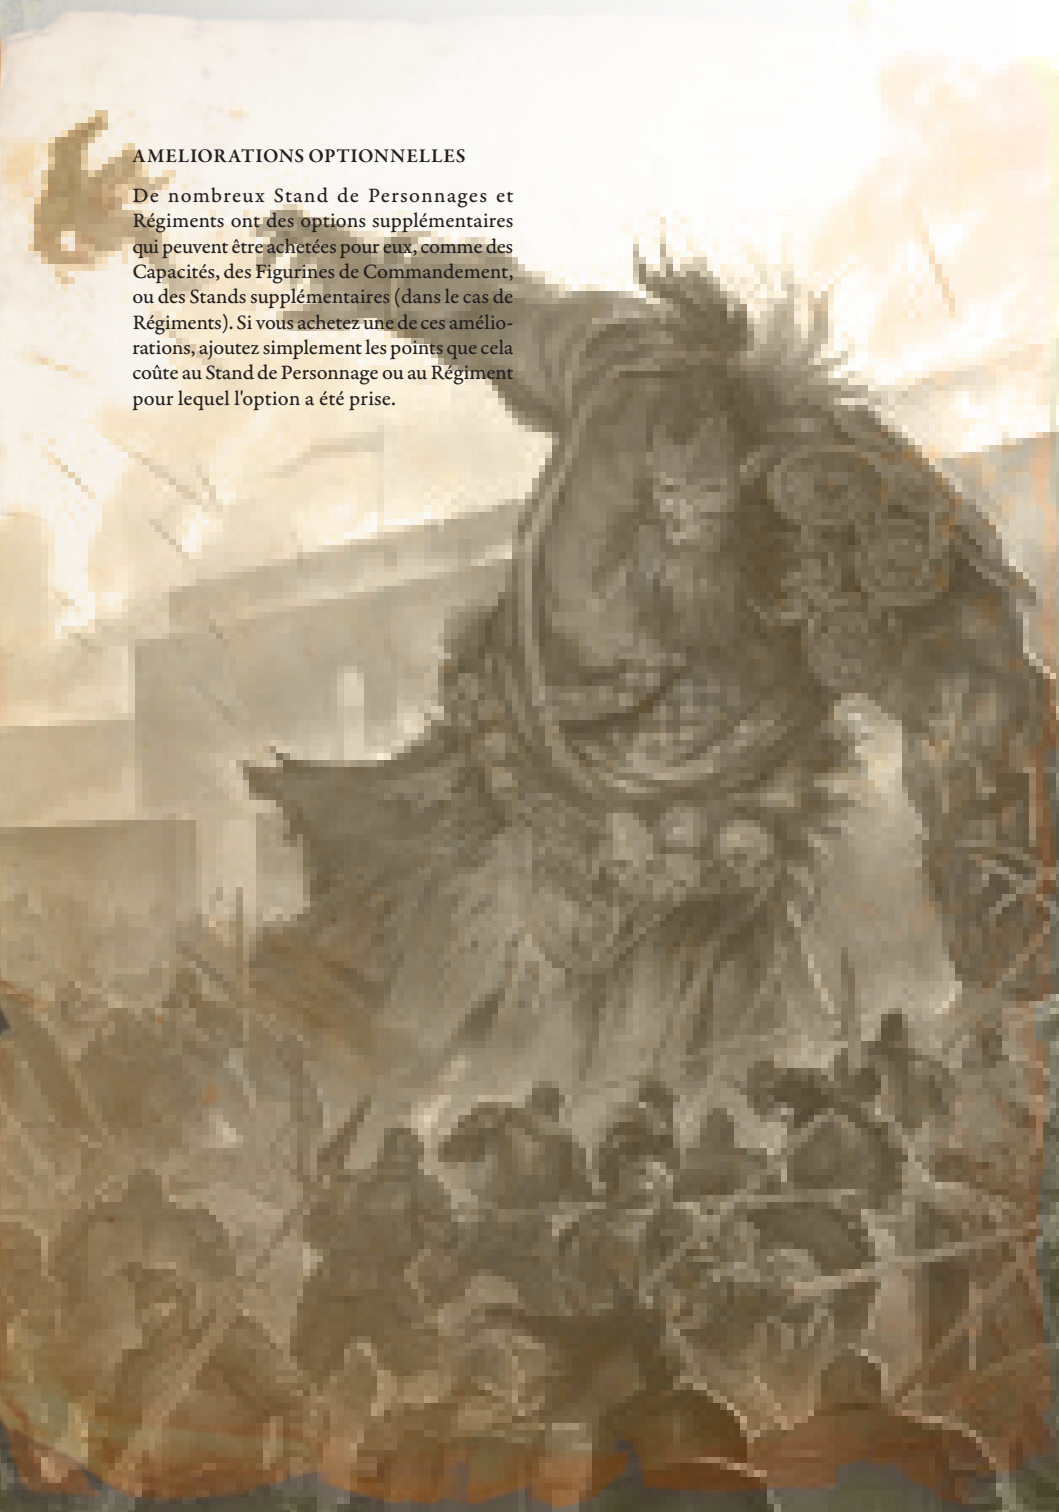 AMELIORATIONS OPTIONNELLES
De nombreux Stand de Personnages et
Régiments ont des options supplémentaires
qui peuvent être achetées pour eux, comme des
Capacités, des Figurines de Commandement,
ou des Stands supplémentaires (dans le cas de
Régiments). Si vous achetez une de ces amélio-
rations, ajoutez simplement les points que cela
coûte au Stand de Personnage ou au Régiment
pour lequel l'option a été prise.